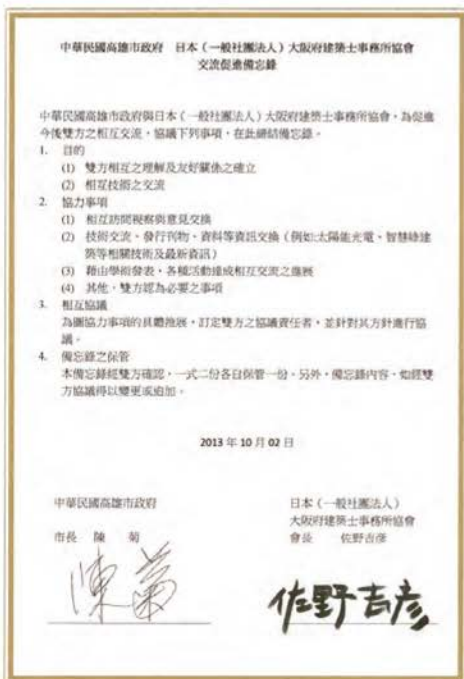 中華民國高雄市政府　日本（一般社團法人）大阪府建築士事務所協會
交流促進備忘錄
中華民國高雄市政府與日本（一般社團法人）大阪府建築士事務所協會，為促進
今後雙方之相互交流，協議下列事項，在此締結備忘錄。
1. 目的
(1) 雙方相互之理解及友好關係之確立
(2) 相互技術之交流
2. 協力事項
(1) 相互訪問視察與意見交換
(2) 技術交流、發行刊物、資料等資訊交換（例如:太陽能光電、智慧綠建
築等相關技術及最新資訊）
(3) 藉由學術發表、各種活動達成相互交流之進展
(4) 其他，雙方認為必要之事項
3. 相互協議
為圖協力事項的具體推展，訂定雙方之協議責任者，並針對其方針進行協
議。
4. 備忘錄之保管
本備忘錄經雙方確認，一式二份各自保管一份。另外，備忘錄內容，如經雙
方協議得以變更或追加。
2013 年 10 月 02 日
中華民國高雄市政府
市長　陳　菊
陳菊
日本（一般社團法人）
大阪府建築士事務所協會
會長　佐野吉彦
佐野吉彦